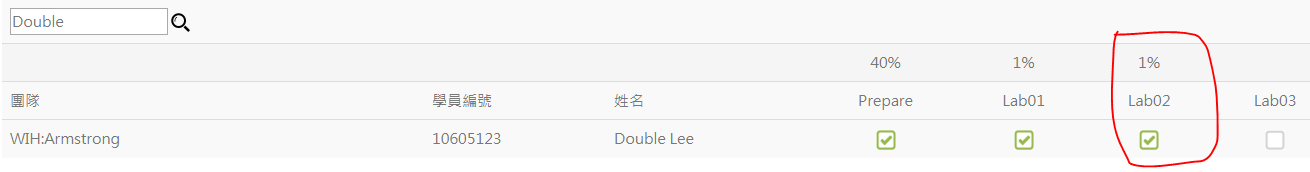 Double
40% 1% 1%
團隊 學員編號 姓名 Prepare Lab01 Lab02 Lab03
WIH:Armstrong 10605123 Double Lee